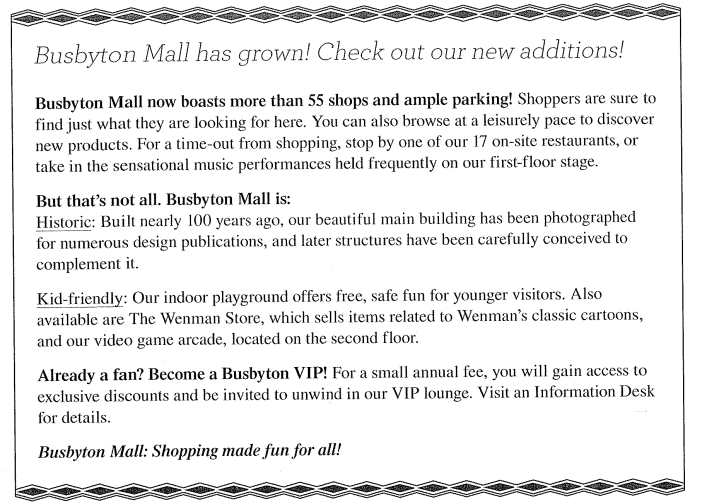 Busbyton Mall has grown! Check out our new additions!
Busbyton Mall now boasts more than 55 shops and ample parking! Shoppers are sure to
find just what they are looking for here. You can also browse at a leisurely pace to discover
new products. For a time-out from shopping, stop by one of our 17 on-site restaurants, or
take in the sensational music performances held frequently on our first-floor stage.
But that's not all. Busbyton Mall is:
Historic: Built nearly 100 years ago, our beautiful main building has been photographed
for numerous design publications, and later structures have been carefully conceived to
complement it.
Kid-friendly: Our indoor playground offers free, safe fun for younger visitors. Also
available are The Wenman Store, which sells items related to Wenman's classic cartoons,
and our video game arcade, located on the second floor.
Already a fan? Become a Busbyton VIP! For a small annual fee, you will gain access to
exclusive discounts and be invited to unwind in our VIP lounge. Visit an Information Desk
for details.
Busbyton Mall: Shopping made fun for all!